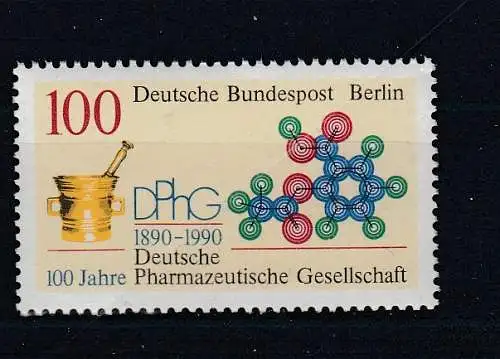 100 Deutsche Bundespost Berlin
DPhG
1890-1990
Deutsche
100 Jahre Pharmazeutische Gesellschaft